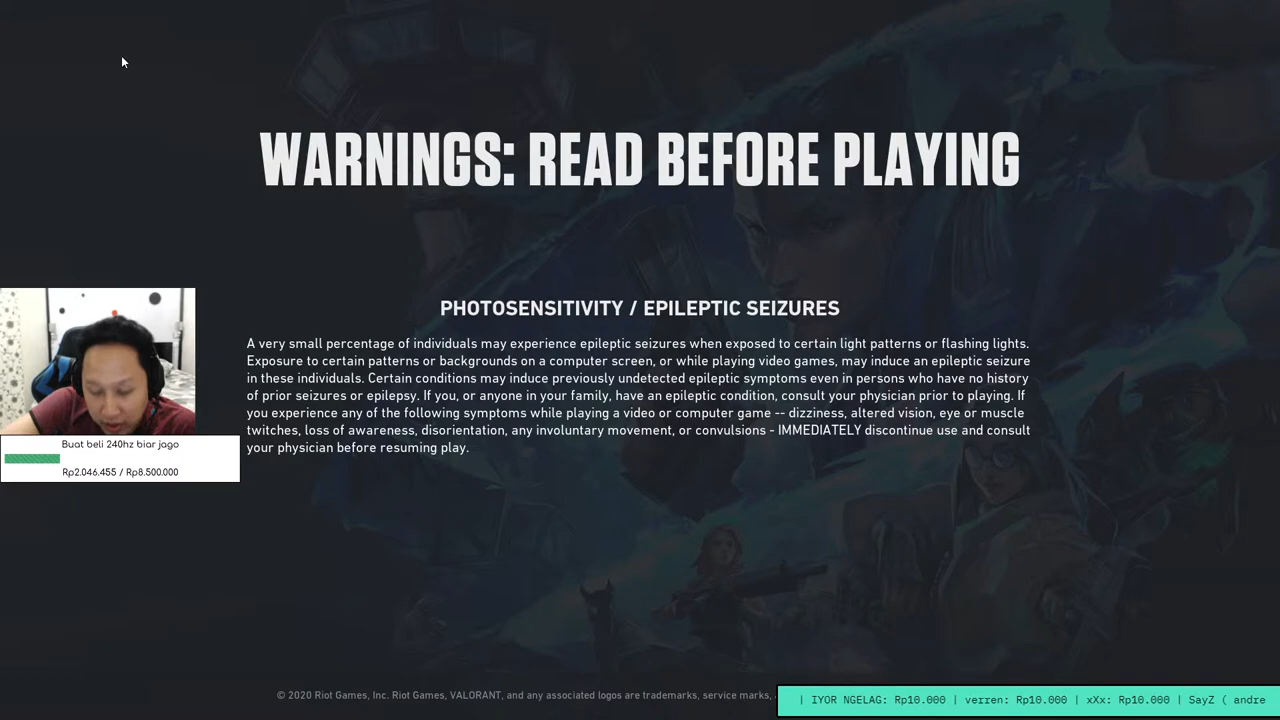 WARNINGS: READ BEFORE PLAYING
PHOTOSENSITIVITY / EPILEPTIC SEIZURES
A very small percentage of individuals may experience epileptic seizures when exposed to certain light patterns or flashing lights.
Exposure to certain patterns or backgrounds on a computer screen, or while playing video games, may induce an epileptic seizure
in these individuals. Certain conditions may induce previously undetected epileptic symptoms even in persons who have no history
of prior seizures or epilepsy. If you, or anyone in your family, have an epileptic condition, consult your physician prior to playing. If
you experience any of the following symptoms while playing a video or computer game -- dizziness, altered vision, eye or muscle
twitches, loss of awareness, disorientation, any involuntary movement, or convulsions - IMMEDIATELY discontinue use and consult
your physician before resuming play.
Buat beli 240hz biar jago
Rp2.046.455 / Rp8.500.000
© 2020 Riot Games, Inc. Riot Games, VALORANT, and any associated logos are trademarks, service marks,
| IYOR NGELAG: Rp10.000 | verren: Rp10.000 | xXx: Rp10.000 | SayZ ( andre